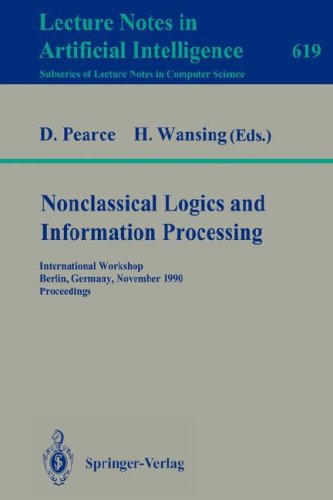 Lecture Notes in
Artificial Intelligence 619
Subseries of Lecture Notes in Computer Science
D. Pearce H. Wansing (Eds.)
Nonclassical Logics and
Information Processing
International Workshop
Berlin, Germany, November 1990
Proceedings
Springer-Verlag